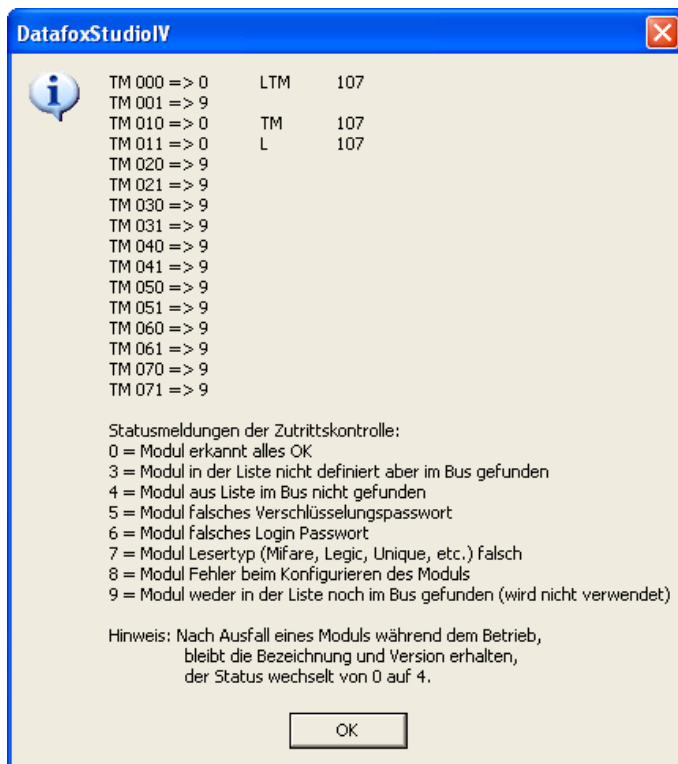 DatafoxStudioIV
TM 000 => 0 LTM 107
TM 001 => 9
TM 010 => 0 TM 107
TM 011 => 0 L 107
TM 020 => 9
TM 021 => 9
TM 030 => 9
TM 031 => 9
TM 040 => 9
TM 041 => 9
TM 050 => 9
TM 051 => 9
TM 060 => 9
TM 061 => 9
TM 070 => 9
TM 071 => 9
Statusmeldungen der Zutrittskontrolle:
0 = Modul erkannt alles OK
3 = Modul in der Liste nicht definiert aber im Bus gefunden
4 = Modul aus Liste im Bus nicht gefunden
5 = Modul falsches Verschlüsselungspasswort
6 = Modul falsches Login Passwort
7 = Modul Lesertyp (Mifare, Legic, Unique, etc.) falsch
8 = Modul Fehler beim Konfigurieren des Moduls
9 = Modul weder in der Liste noch im Bus gefunden (wird nicht verwendet)
Hinweis: Nach Ausfall eines Moduls während dem Betrieb,
bleibt die Bezeichnung und Version erhalten,
der Status wechselt von 0 auf 4.
OK